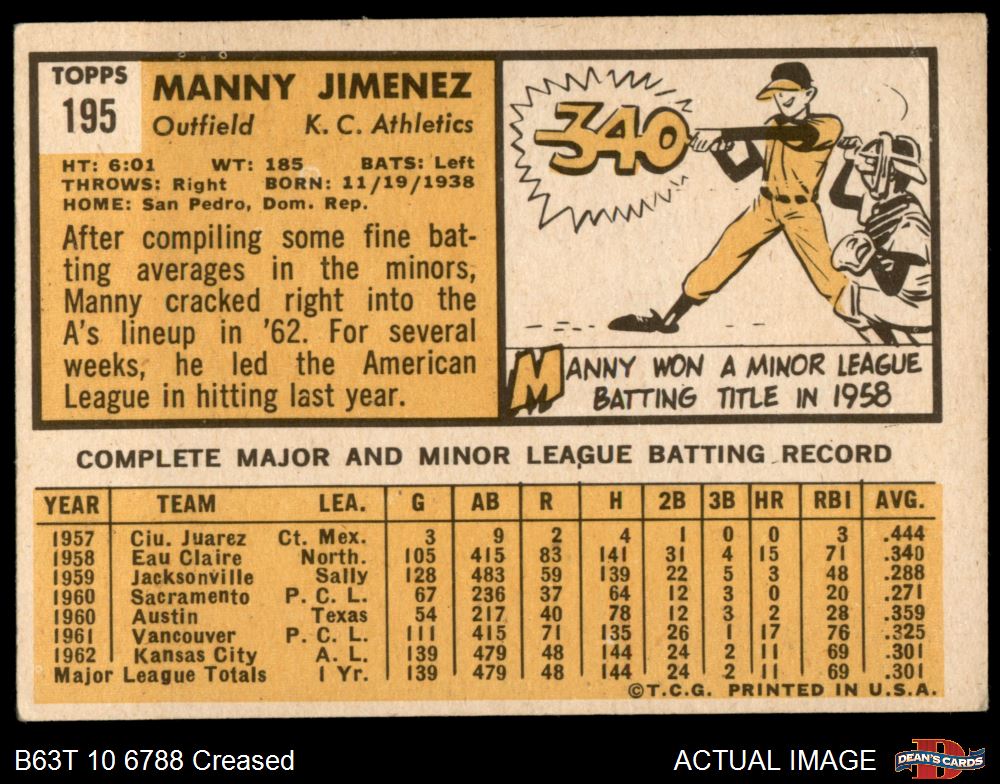 TOPPS
195
MANNY JIMENEZ
Outfield K. C. Athletics
HT: 6:01 WT: 185 BATS: Left
THROWS: Right BORN: 11/19/1938
HOME: San Pedro, Dom. Rep.
After compiling some fine bat-
ting averages in the minors,
Manny cracked right into the
A's lineup in '62. For several
weeks, he led the American
League in hitting last year.
340
MANNY WON A MINOR LEAGUE
BATTING TITLE IN 1958
COMPLETE MAJOR AND MINOR LEAGUE BATTING RECORD
YEAR TEAM LEA. G AB R H 2B 3B HR RBI AVG.
1957 Ciu. Juarez Ct. Mex. 3 9 2 4 1 0 0 3 .444
1958 Eau Claire North. 105 415 83 141 31 4 15 71 .340
1959 Jacksonville Sally 128 483 59 139 22 5 3 48 .288
1960 Sacramento P. C. L. 67 236 37 64 12 3 0 20 .271
1960 Austin Texas 54 217 40 78 12 3 2 28 .359
1961 Vancouver P. C. L. 111 415 71 135 26 1 17 76 .325
1962 Kansas City A. L. 139 479 48 144 24 2 11 69 .301
Major League Totals 1 Yr. 139 479 48 144 24 2 11 69 .301
©T.C.G. PRINTED IN U.S.A.
B63T 10 6788 Creased
ACTUAL IMAGE
DEAN'S CARDS